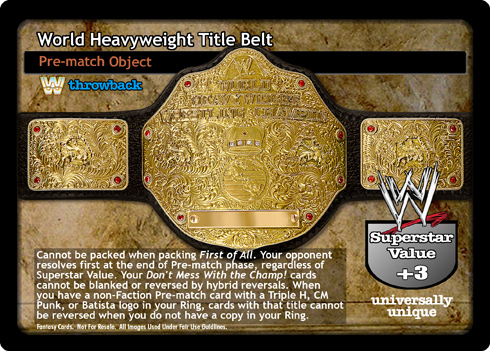 World Heavyweight Title Belt
Pre-match Object
W throwback
WORLD
HEAVYWEIGHT
WRESTLING
CHAMPION
Cannot be packed when packing First of All. Your opponent
resolves first at the end of Pre-match phase, regardless of
Superstar Value. Your Don't Mess With the Champ! cards
cannot be blanked or reversed by hybrid reversals. When
you have a non-Faction Pre-match card with a Triple H, CM
Punk, or Batista logo in your Ring, cards with that title cannot
be reversed when you do not have a copy in your Ring.
Fantasy Cards. Not For Resale. All Images Used Under Fair Use Guidlines.
W
Superstar
Value
+3
universally
unique